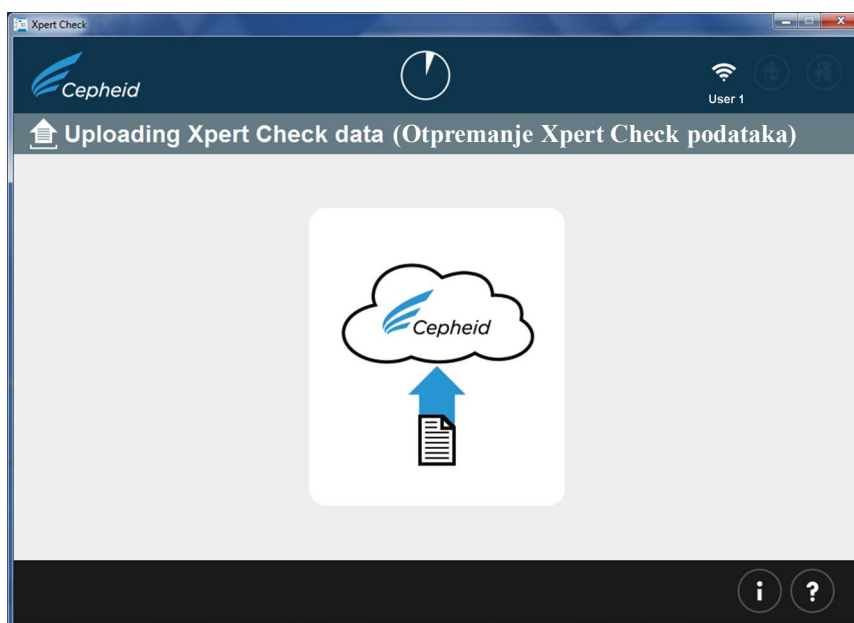 Xpert Check
Cepheid
User 1
Uploading Xpert Check data (Otpremanje Xpert Check podataka)
Cepheid
i ?